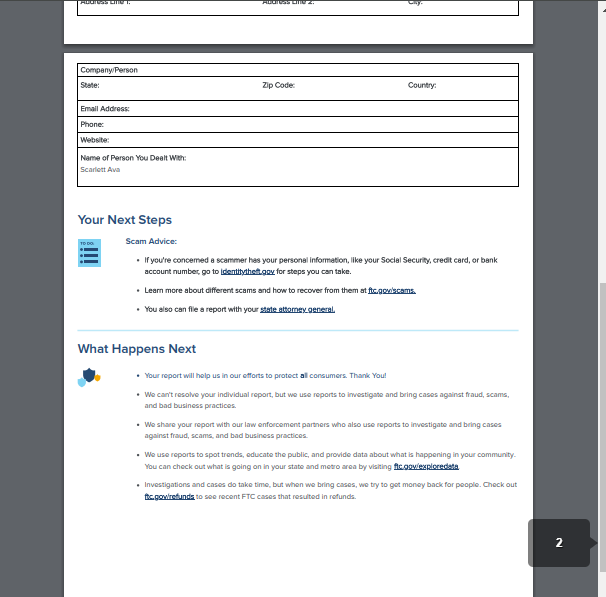 Address Line 1: Address Line 2: City:
Company/Person
State: Zip Code: Country:
Email Address:
Phone:
Website:
Name of Person You Dealt With:
Scarlett Ava
Your Next Steps
TO DO:
Scam Advice:
• If you're concerned a scammer has your personal information, like your Social Security, credit card, or bank
account number, go to identitytheft.gov for steps you can take.
• Learn more about different scams and how to recover from them at ftc.gov/scams.
• You also can file a report with your state attorney general.
What Happens Next
• Your report will help us in our efforts to protect all consumers. Thank You!
• We can't resolve your individual report, but we use reports to investigate and bring cases against fraud, scams,
and bad business practices.
• We share your report with our law enforcement partners who also use reports to investigate and bring cases
against fraud, scams, and bad business practices.
• We use reports to spot trends, educate the public, and provide data about what is happening in your community.
You can check out what is going on in your state and metro area by visiting ftc.gov/exploredata
• Investigations and cases do take time, but when we bring cases, we try to get money back for people. Check out
ftc.gov/refunds to see recent FTC cases that resulted in refunds.
2